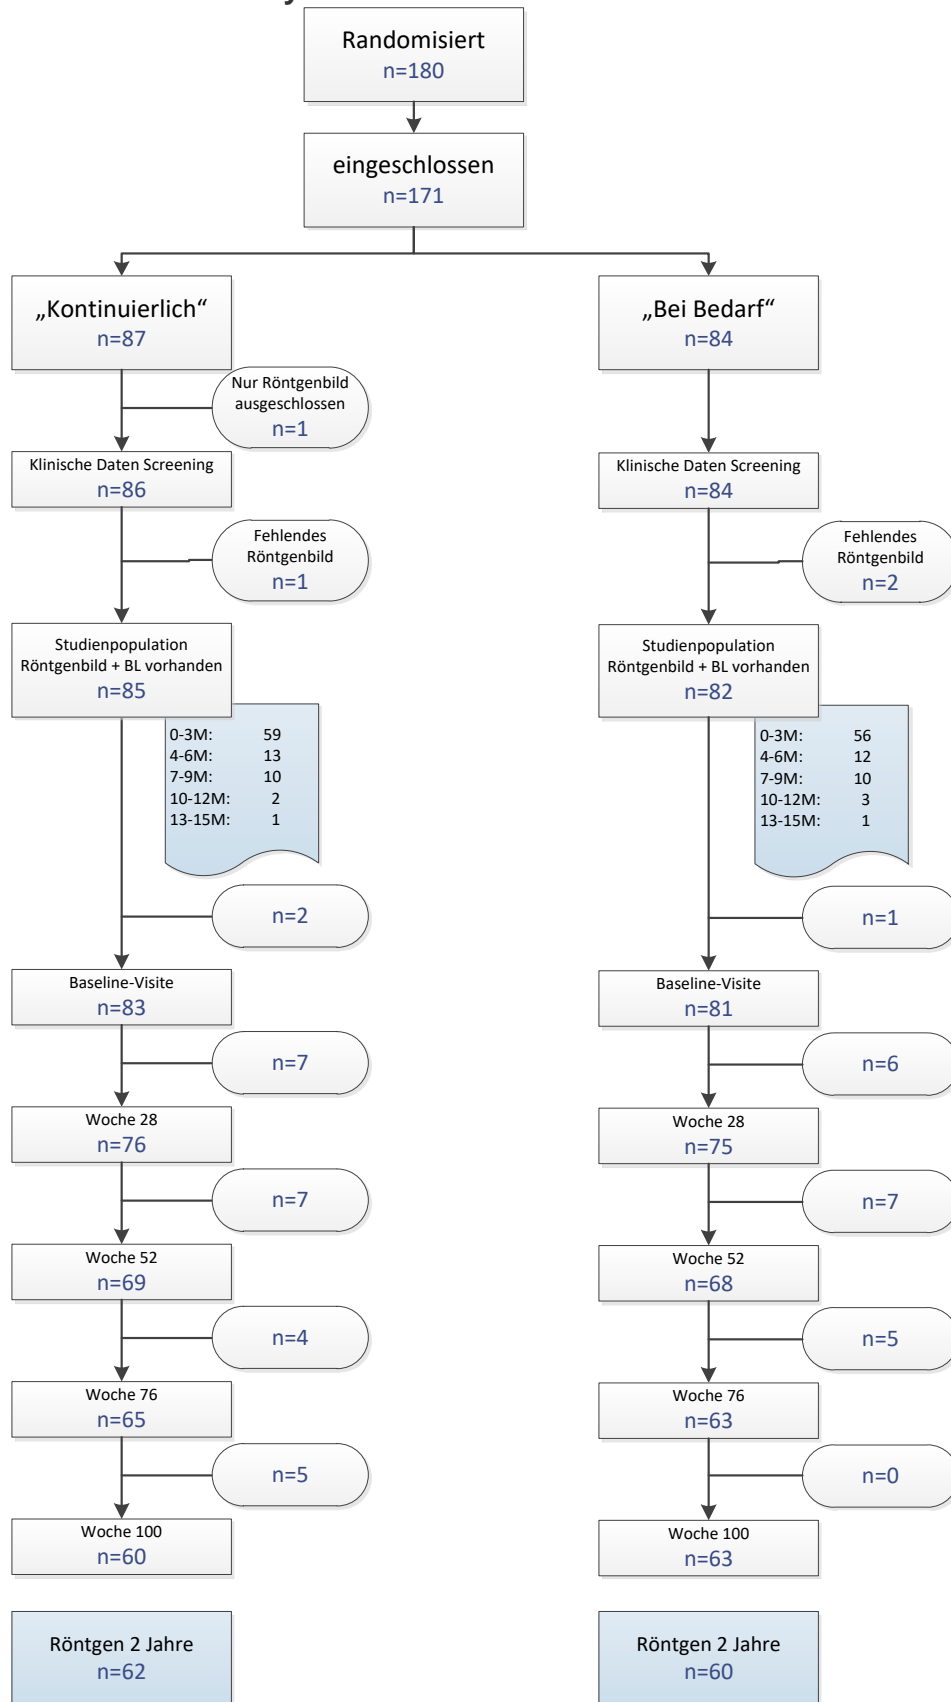 Randomisiert
n=180
eingeschlossen
n=171
„Kontinuierlich“
n=87
Nur Röntgenbild
ausgeschlossen
n=1
Klinische Daten Screening
n=86
Fehlendes
Röntgenbild
n=1
Studienpopulation
Röntgenbild + BL vorhanden
n=85
0-3M: 59
4-6M: 13
7-9M: 10
10-12M: 2
13-15M: 1
n=2
Baseline-Visite
n=83
n=7
Woche 28
n=76
n=7
Woche 52
n=69
n=4
Woche 76
n=65
n=5
Woche 100
n=60
Röntgen 2 Jahre
n=62
„Bei Bedarf“
n=84
Klinische Daten Screening
n=84
Fehlendes
Röntgenbild
n=2
Studienpopulation
Röntgenbild + BL vorhanden
n=82
0-3M: 56
4-6M: 12
7-9M: 10
10-12M: 3
13-15M: 1
n=1
Baseline-Visite
n=81
n=6
Woche 28
n=75
n=7
Woche 52
n=68
n=5
Woche 76
n=63
n=0
Woche 100
n=63
Röntgen 2 Jahre
n=60